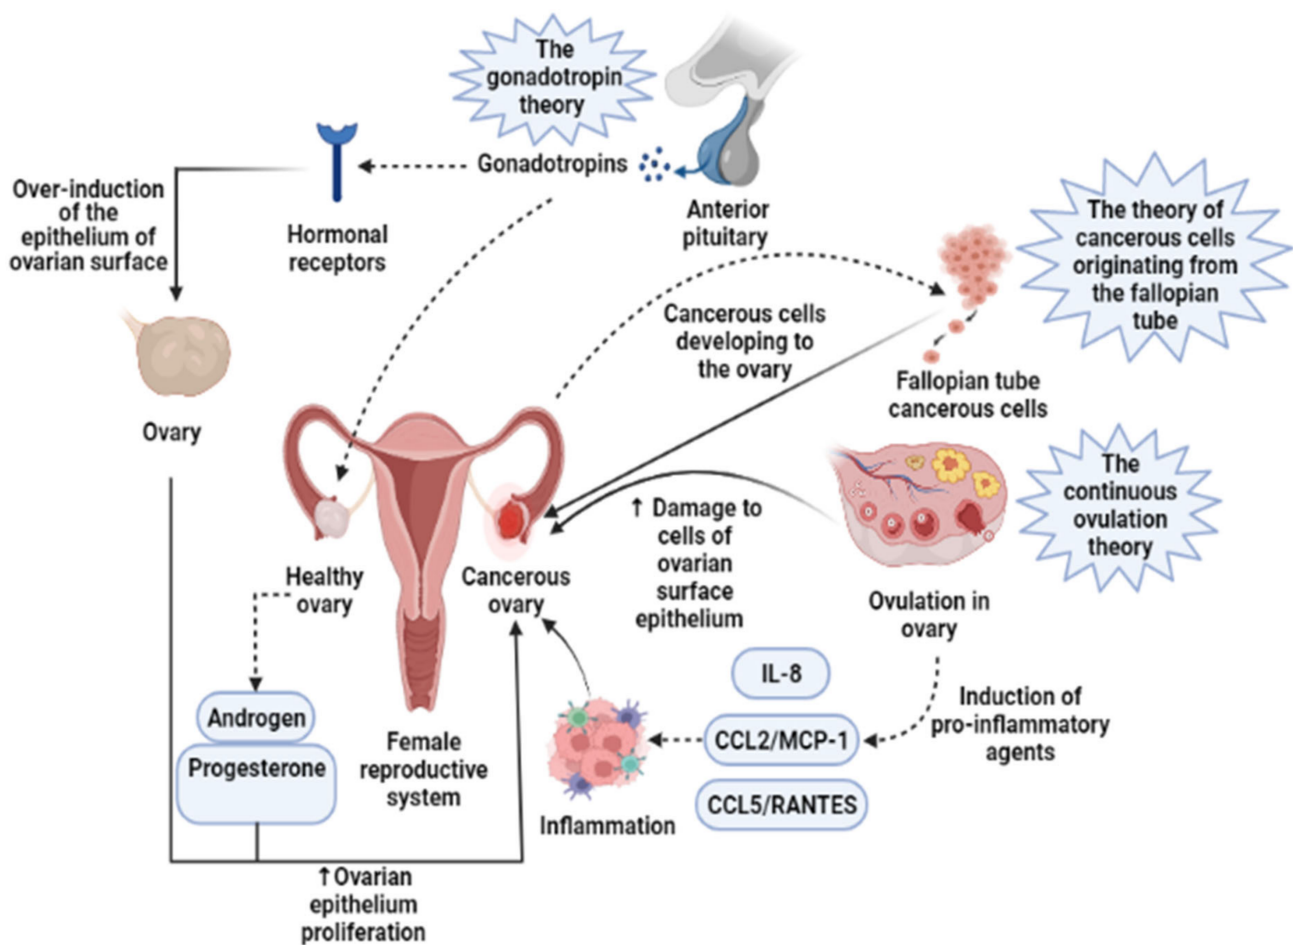 The
gonadotropin
theory
Gonadotropins
Anterior
pituitary
Hormonal
receptors
Over-induction
of the
epithelium of
ovarian surface
Ovary
The theory of
cancerous cells
originating from
the fallopian
tube
Cancerous cells
developing to
the ovary
Fallopian tube
cancerous cells
The
continuous
ovulation
theory
↑ Damage to
cells of
ovarian
surface
epithelium
Ovulation in
ovary
Healthy
ovary
Cancerous
ovary
Androgen
Progesterone
Female
reproductive
system
Inflammation
IL-8
CCL2/MCP-1
CCL5/RANTES
Induction of
pro-inflammatory
agents
↑Ovarian
epithelium
proliferation